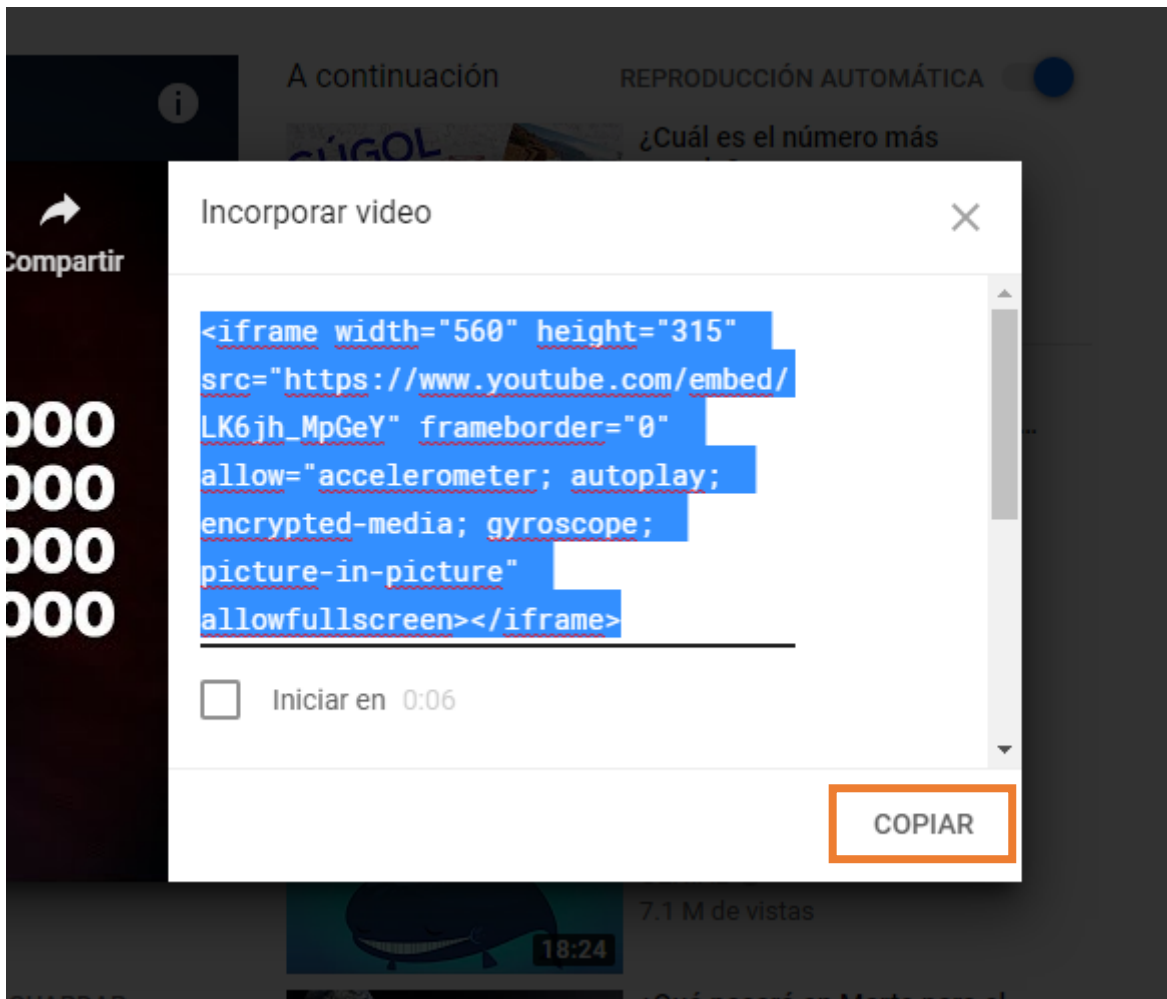 A continuación
REPRODUCCIÓN AUTOMÁTICA
GÚGOL
¿Cuál es el número más
Compartir
Incorporar video
<iframe width="560" height="315"
src="https://www.youtube.com/embed/
LK6jh_MpGeY" frameborder="0"
allow="accelerometer; autoplay;
encrypted-media; gyroscope;
picture-in-picture"
allowfullscreen></iframe>
000
000
000
000
Iniciar en 0:06
COPIAR
7.1 M de vistas
18:24